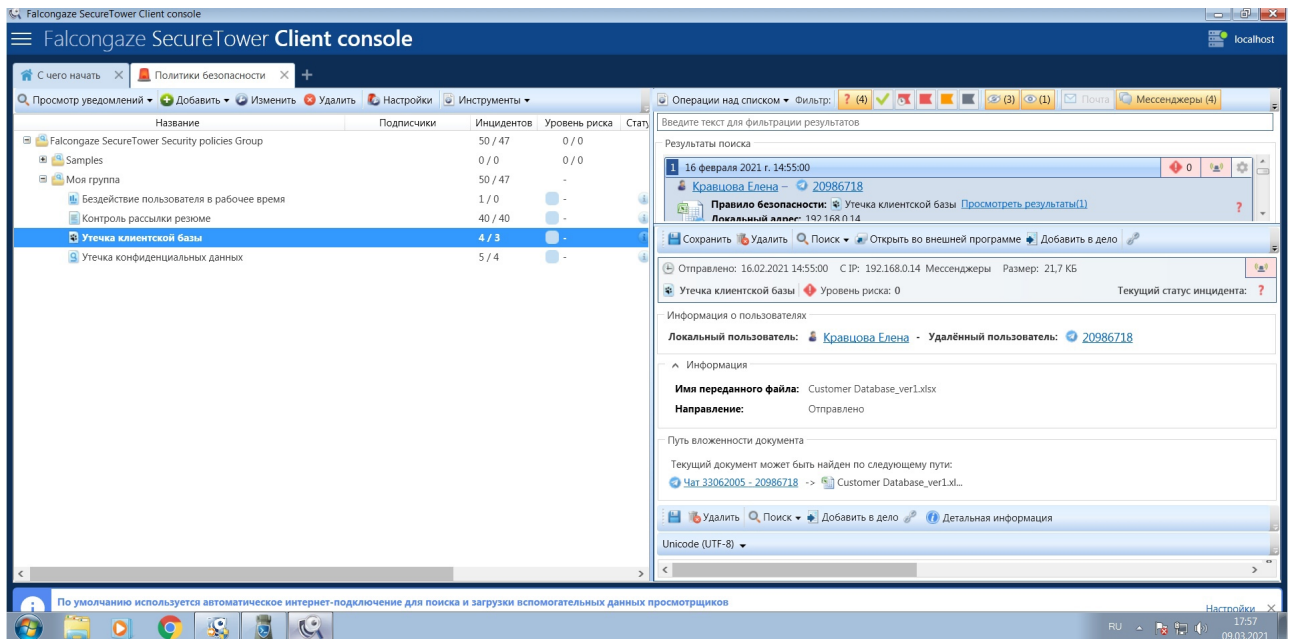 Falcongaze SecureTower Client console
Falcongaze SecureTower Client console
localhost
С чего начать
Политики безопасности
Просмотр уведомлений Добавить Изменить Удалить Настройки Инструменты
Название Подписчики Инцидентов Уровень риска
Falcongaze SecureTower Security policies Group 50 / 47 0 / 0
Samples 0 / 0 0 / 0
Моя группа 50 / 47 -
Бездействие пользователя в рабочее время 1 / 0 -
Контроль рассылки резюме 40 / 40 -
Утечка клиентской базы 4 / 3 -
Утечка конфиденциальных данных 5 / 4 -
Операции над списком Фильтр: ? (4) (3) (1) Почта Мессенджеры (4)
Введите текст для фильтрации результатов
Результаты поиска
1 16 февраля 2021 г. 14:55:00 0
Кравцова Елена – 20986718
Правило безопасности: Утечка клиентской базы Просмотреть результаты(1) ?
Локальный адрес: 192.168.0.14
Сохранить Удалить Поиск Открыть во внешней программе Добавить в дело
Отправлено: 16.02.2021 14:55:00 С IP: 192.168.0.14 Мессенджеры Размер: 21,7 КБ
Утечка клиентской базы Уровень риска: 0 Текущий статус инцидента: ?
Информация о пользователях
Локальный пользователь: Кравцова Елена - Удалённый пользователь: 20986718
Информация
Имя переданного файла: Customer Database_ver1.xlsx
Направление: Отправлено
Путь вложенности документа
Текущий документ может быть найден по следующему пути:
Чат 33062005 - 20986718 -> Customer Database_ver1.xl...
Удалить Поиск Добавить в дело Детальная информация
Unicode (UTF-8)
По умолчанию используется автоматическое интернет-подключение для поиска и загрузки вспомогательных данных просмотрщиков
Настройки
RU 17:57
09.03.2021